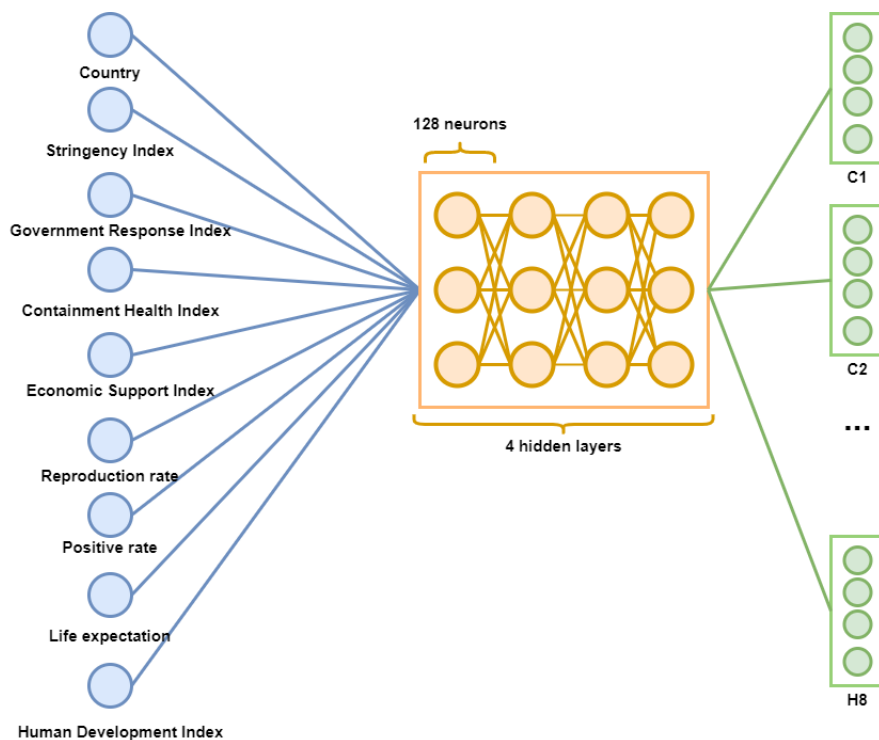 Country
Stringency Index
Government Response Index
Containment Health Index
Economic Support Index
Reproduction rate
Positive rate
Life expectation
Human Development Index
128 neurons
4 hidden layers
C1
C2
...
H8